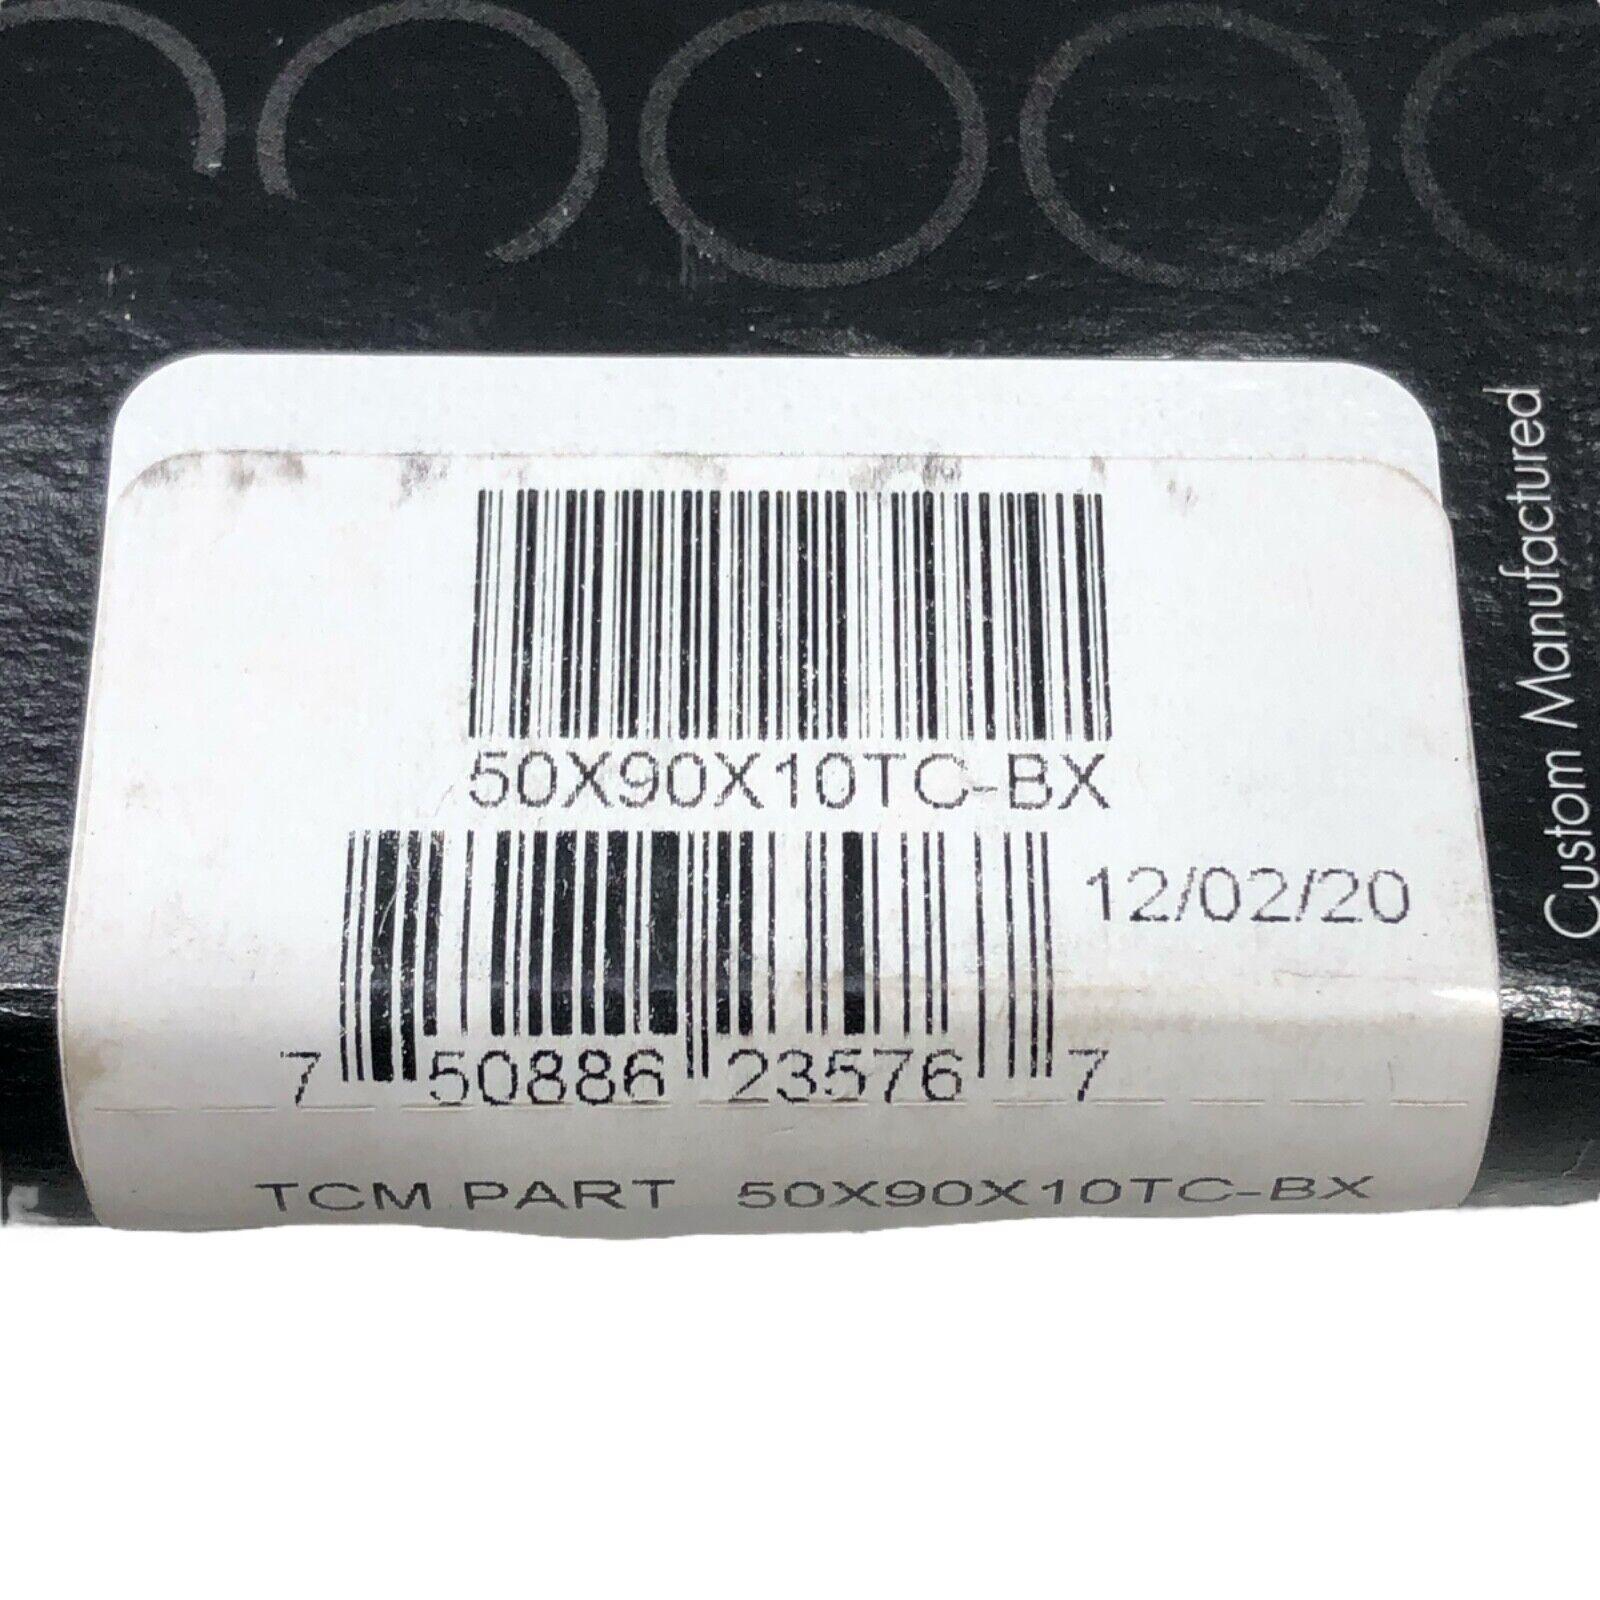 50X90X10TC-BX
12/02/20
7 50886 23576 7
TCM PART 50X90X10TC-BX
Custom Manufactured